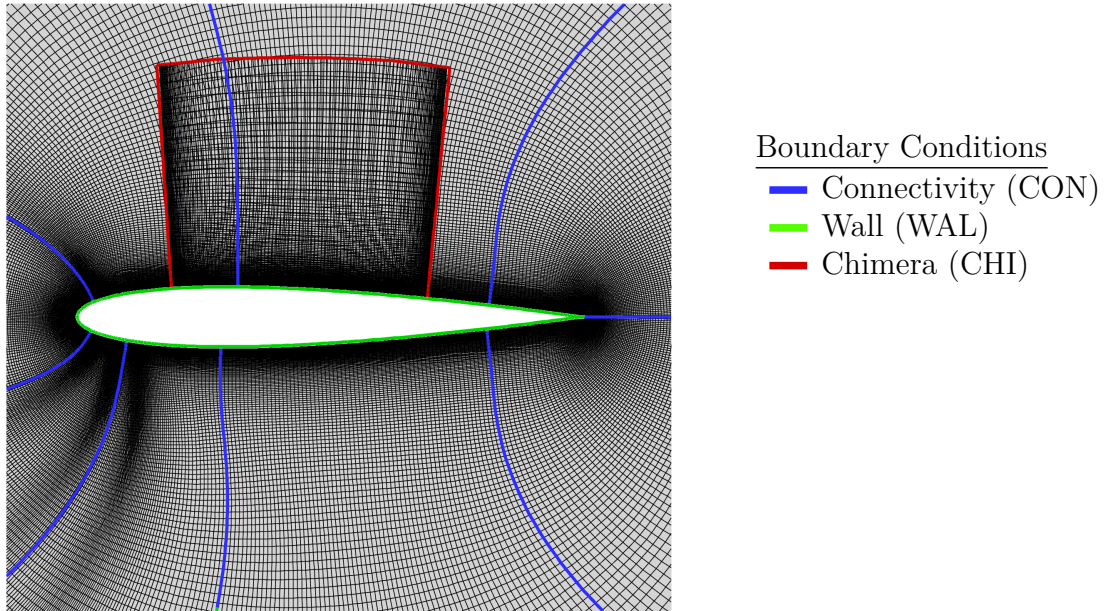 Boundary Conditions
Connectivity (CON)
Wall (WAL)
Chimera (CHI)